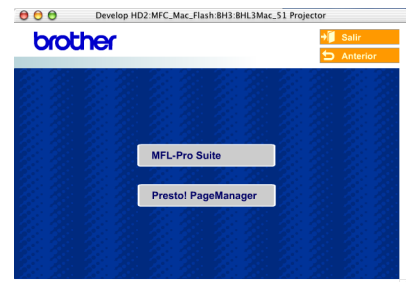 Develop HD2:MFC_Mac_Flash:BH3:BHL3Mac_S1 Projector
brother
Salir
Anterior
MFL-Pro Suite
Presto! PageManager